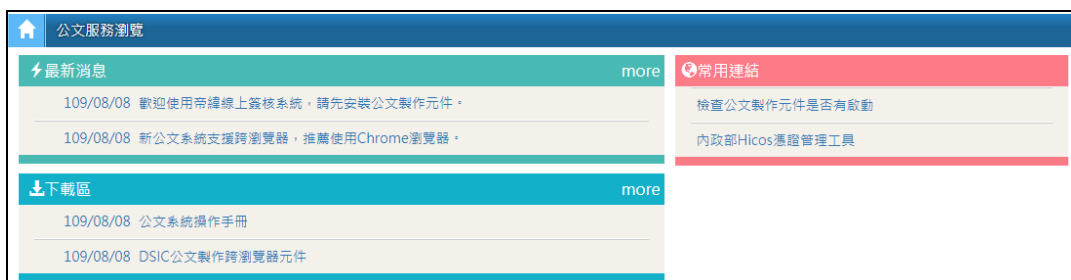 公文服務瀏覽
最新消息 more
109/08/08 歡迎使用帝緯線上簽核系統，請先安裝公文製作元件。
109/08/08 新公文系統支援跨瀏覽器，推薦使用Chrome瀏覽器。
下載區 more
109/08/08 公文系統操作手冊
109/08/08 DSIC公文製作跨瀏覽器元件
常用連結
檢查公文製作元件是否有啟動
內政部Hicos憑證管理工具